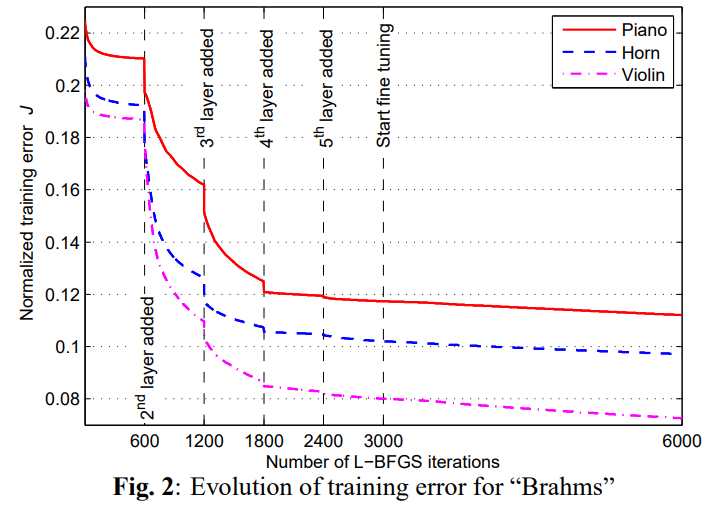 Normalized training error J
0.22
0.2
0.18
0.16
0.14
0.12
0.1
0.08
2nd layer added
3rd layer added
4th layer added
5th layer added
Start fine tuning
Piano
Horn
Violin
600 1200 1800 2400 3000 6000
Number of L−BFGS iterations
Fig. 2: Evolution of training error for “Brahms”